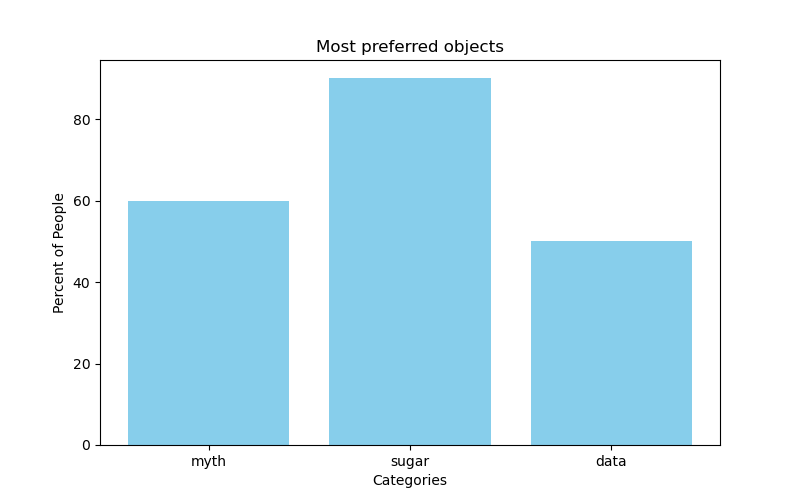 Most preferred objects
Percent of People
80
60
40
20
0
myth sugar data
Categories